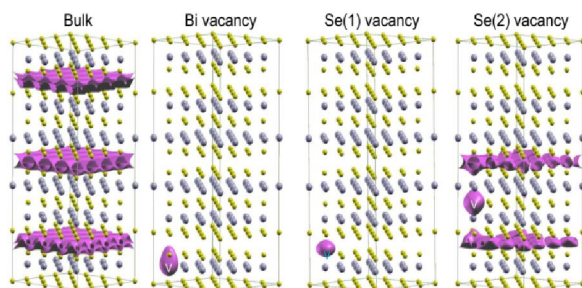 Bulk
Bi vacancy
Se(1) vacancy
Se(2) vacancy
V
V